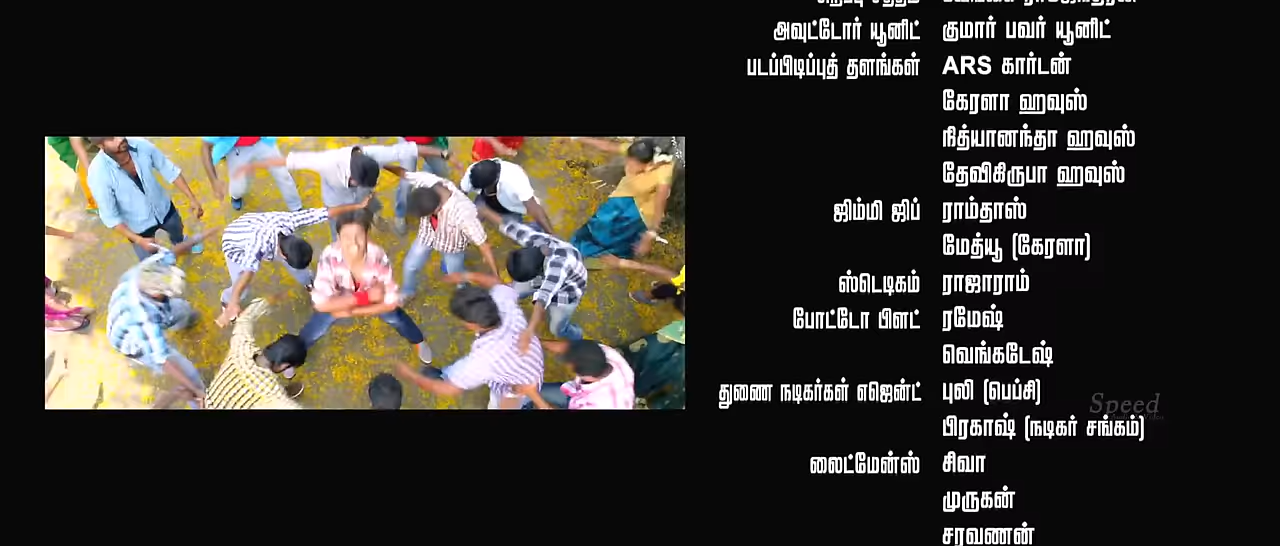 அவுட்டோர் யூனிட் குமார் பவர் யூனிட்
படப்பிடிப்புத் தளங்கள் ARS கார்டன்
கேரளா ஹவுஸ்
நித்யானந்தா ஹவுஸ்
தேவிகிருபா ஹவுஸ்
ஜிம்மி ஜிப் ராம்தாஸ்
மேத்யூ (கேரளா)
ஸ்டெடிகம் ராஜாராம்
போட்டோ பிளட் ரமேஷ்
வெங்கடேஷ்
துணை நடிகர்கள் எஜென்ட் புலி (பெப்சி)
Speed
பிரகாஷ் (நடிகர் சங்கம்)
லைட்மேன்ஸ் சிவா
முருகன்
சரவணன்